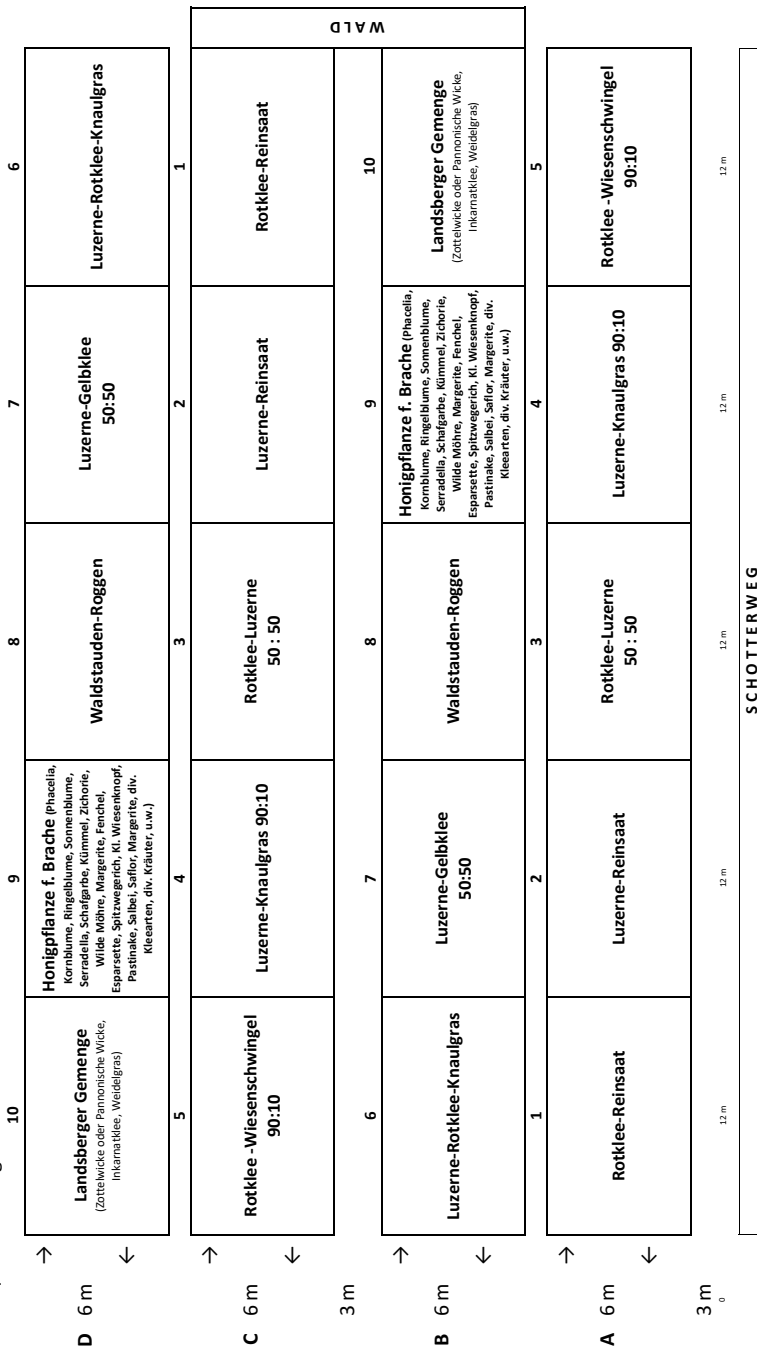 10 9 8 7 6
D 6 m
→
←
Landsberger Gemenge
(Zottelwicke oder Pannonische Wicke,
Inkarnatklee, Weidelgras)
Honigpflanze f. Brache (Phacelia,
Kornblume, Ringelblume, Sonnenblume,
Serradella, Schafgarbe, Kümmel, Zichorie,
Wilde Möhre, Margerite, Fenchel,
Esparsette, Spitzwegerich, Kl. Wiesenknopf,
Pastinake, Salbei, Saflor, Margerite, div.
Kleearten, div. Kräuter, u.w.)
Waldstauden-Roggen
Luzerne-Gelbklee
50:50
Luzerne-Rotklee-Knaulgras
5 4 3 2 1
C 6 m
→
←
Rotklee -Wiesenschwingel
90:10
Luzerne-Knaulgras 90:10
Rotklee-Luzerne
50 : 50
Luzerne-Reinsaat
Rotklee-Reinsaat
WALD
3 m
6 7 8 9 10
B 6 m
→
←
Luzerne-Rotklee-Knaulgras
Luzerne-Gelbklee
50:50
Waldstauden-Roggen
Honigpflanze f. Brache (Phacelia,
Kornblume, Ringelblume, Sonnenblume,
Serradella, Schafgarbe, Kümmel, Zichorie,
Wilde Möhre, Margerite, Fenchel,
Esparsette, Spitzwegerich, Kl. Wiesenknopf,
Pastinake, Salbei, Saflor, Margerite, div.
Kleearten, div. Kräuter, u.w.)
Landsberger Gemenge
(Zottelwicke oder Pannonische Wicke,
Inkarnatklee, Weidelgras)
1 2 3 4 5
A 6 m
→
←
Rotklee-Reinsaat
Luzerne-Reinsaat
Rotklee-Luzerne
50 : 50
Luzerne-Knaulgras 90:10
Rotklee -Wiesenschwingel
90:10
3 m
0 12 m 12 m 12 m 12 m 12 m
SCHOTTERWEG